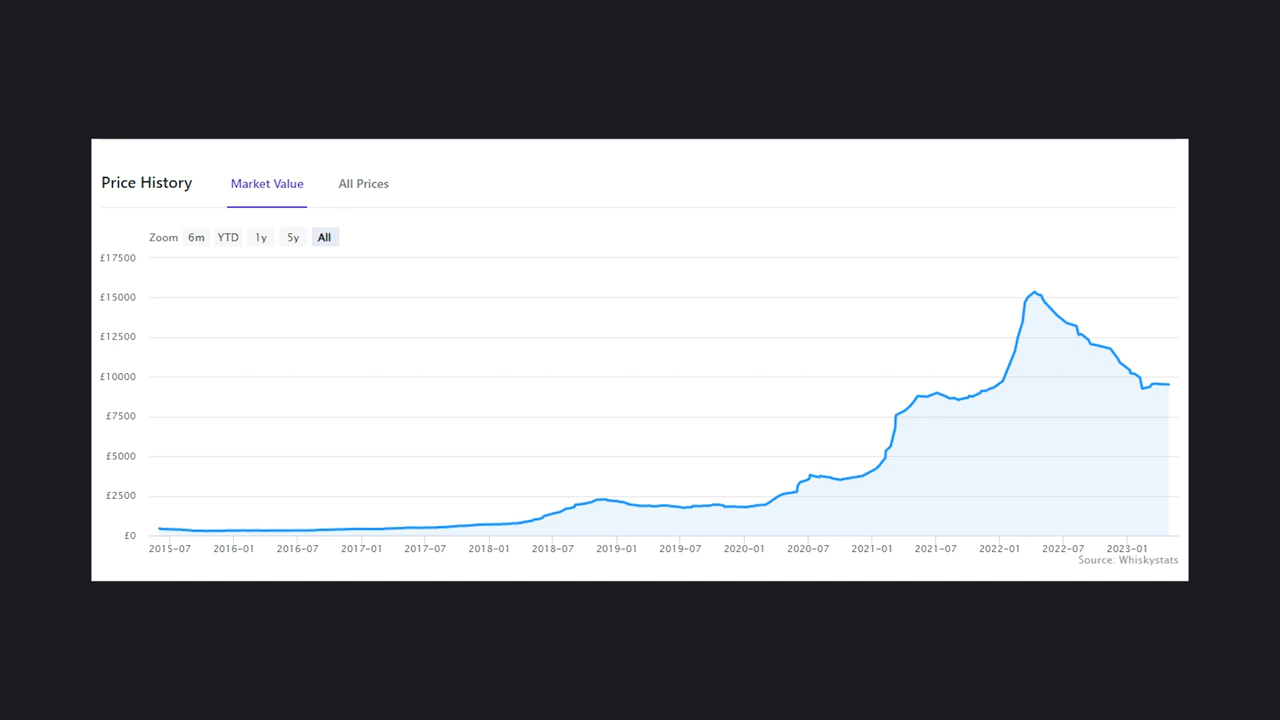 Price History Market Value All Prices
Zoom 6m YTD 1y 5y All
£17500
£15000
£12500
£10000
£7500
£5000
£2500
£0
2015-07 2016-01 2016-07 2017-01 2017-07 2018-01 2018-07 2019-01 2019-07 2020-01 2020-07 2021-01 2021-07 2022-01 2022-07 2023-01
Source: Whiskystats